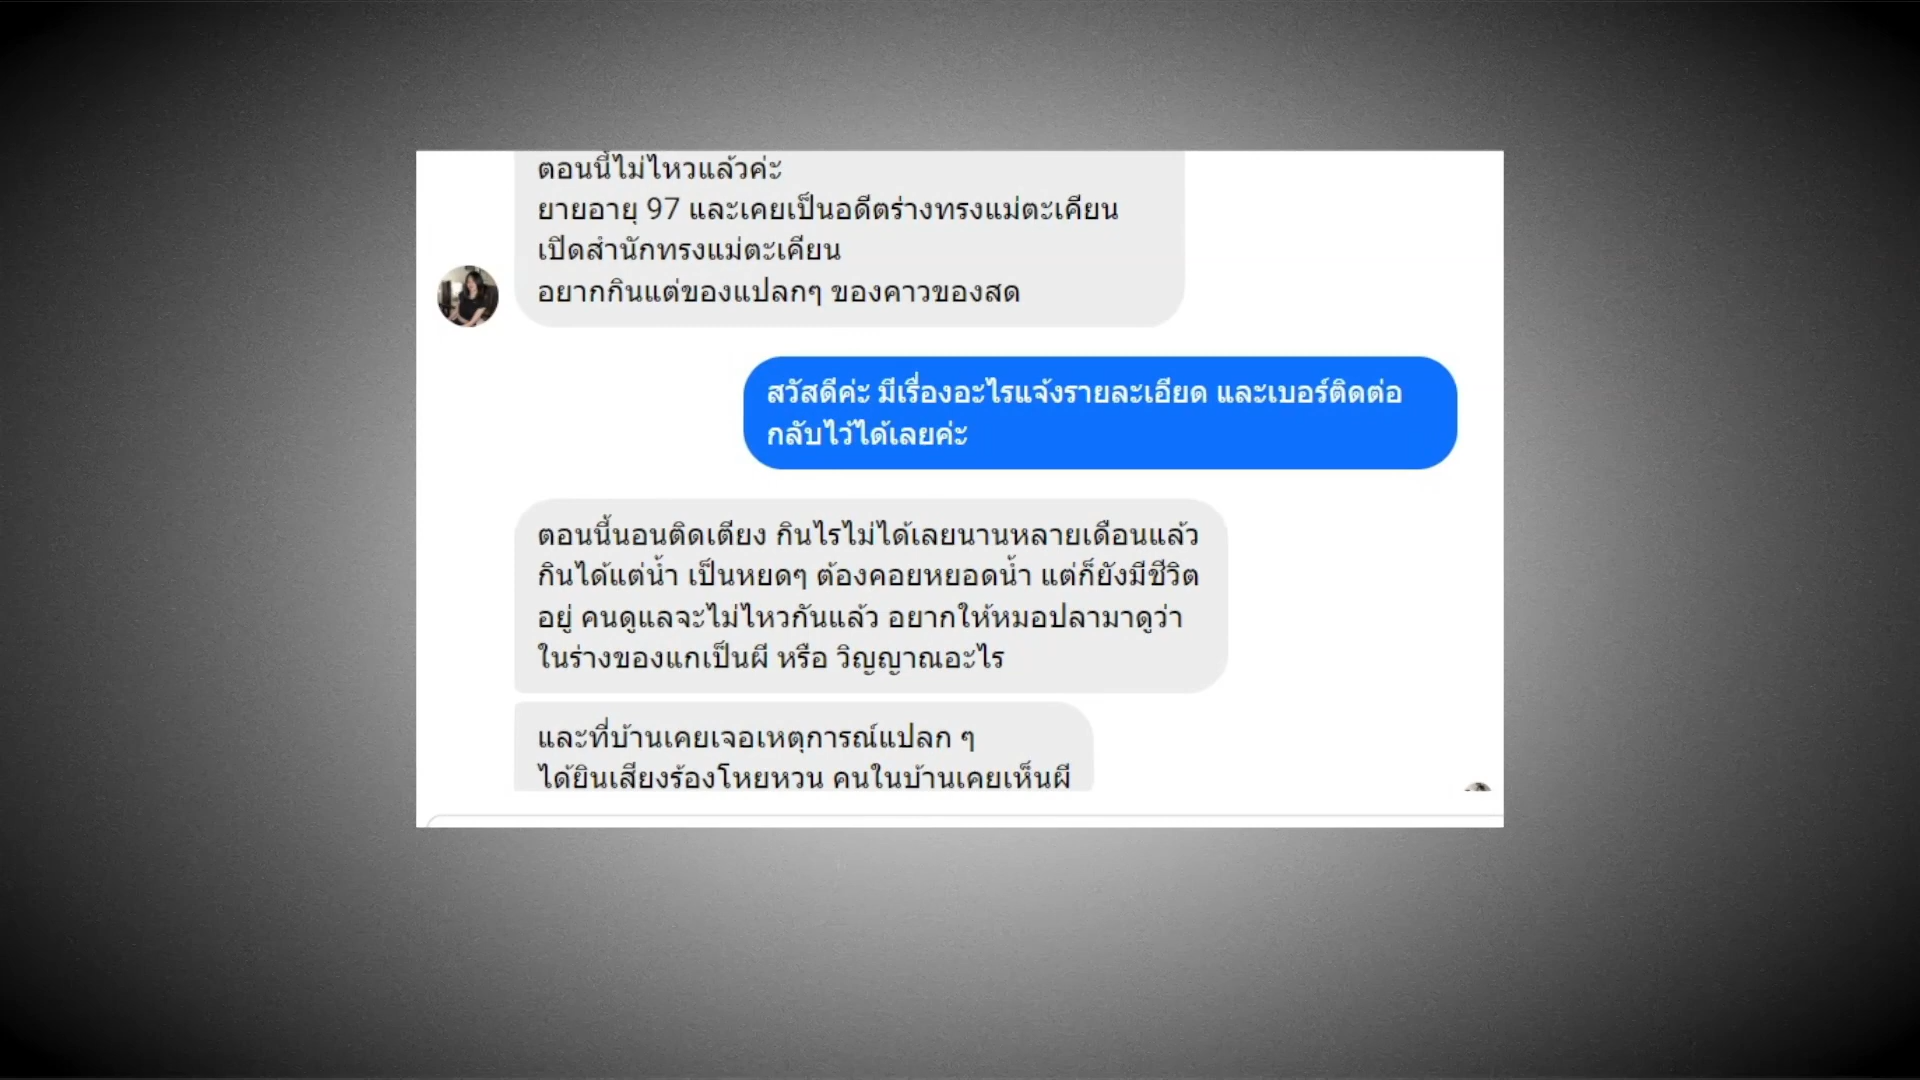 ตอนนี้ไม่ไหวแล้วค่ะ
ยายอายุ 97 และเคยเป็นอดีตร่างทรงแม่ตะเคียน
เปิดสำนักทรงแม่ตะเคียน
อยากกินแต่ของแปลกๆ ของคาวของสด
สวัสดีค่ะ มีเรื่องอะไรแจ้งรายละเอียด และเบอร์ติดต่อ
กลับไว้ได้เลยค่ะ
ตอนนี้นอนติดเตียง กินไรไม่ได้เลยนานหลายเดือนแล้ว
กินได้แต่น้ำ เป็นหยดๆ ต้องคอยหยอดน้ำ แต่ก็ยังมีชีวิต
อยู่ คนดูแลจะไม่ไหวกันแล้ว อยากให้หมอปลามาดูว่า
ในร่างของแกเป็นผี หรือ วิญญาณอะไร
และที่บ้านเคยเจอเหตุการณ์แปลก ๆ
ได้ยินเสียงร้องโหยหวน คนในบ้านเคยเห็นผี